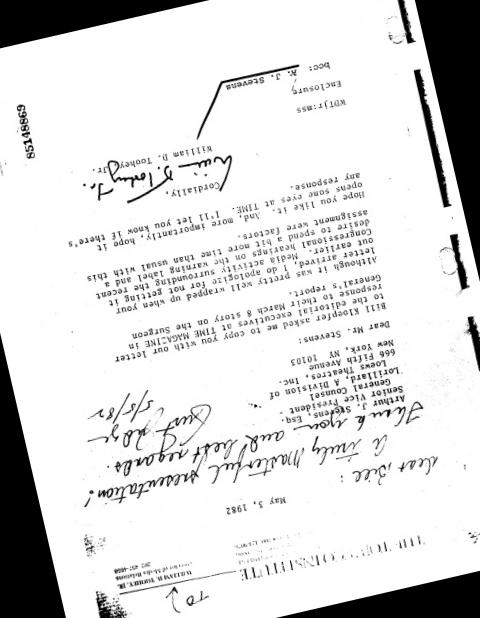 TO
THE TOBACCO INSTITUTE
WILLIAM D. TOOHEY, JR.
Director of Media Relations
202/457-4800
May 3, 1982
Dear Bill:
A truly masterful presentation!
Thank you and best regards.
5/5/82
Arthur J. Stevens, Esq.
Senior Vice President -
General Counsel
Lorillard, A Division of
Loews Theatres, Inc.
666 Fifth Avenue
New York, NY 10103
Dear Mr. Stevens:
Bill Kloepfer asked me to copy you with our letter
to the editorial executives at TIME MAGAZINE in
response to their March 8 story on the Surgeon
General's report.
Although it was pretty well wrapped up when your
letter arrived, I do apologize for not getting it
out earlier. Media activity surrounding the recent
Congressional hearings on the warning label and a
desire to spend a bit more time than usual with this
assignment were factors.
Hope you like it. And, more importantly, hope it
opens some eyes at TIME. I'll let you know if there's
any response.
Cordially,
William D. Toohey, Jr.
WDTjr:mss
Enclosure
bcc: A. J. Stevens
85148869